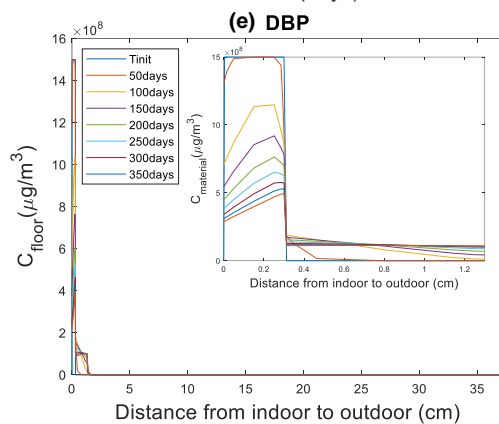 (e) DBP
16 ×10⁸
14
12
10
8
6
4
2
0
C_floor(μg/m³)
0 5 10 15 20 25 30 35
Distance from indoor to outdoor (cm)
Tinit
50days
100days
150days
200days
250days
300days
350days
15 ×10⁸
10
5
0
C_material(μg/m³)
0 0.2 0.4 0.6 0.8 1 1.2
Distance from indoor to outdoor (cm)